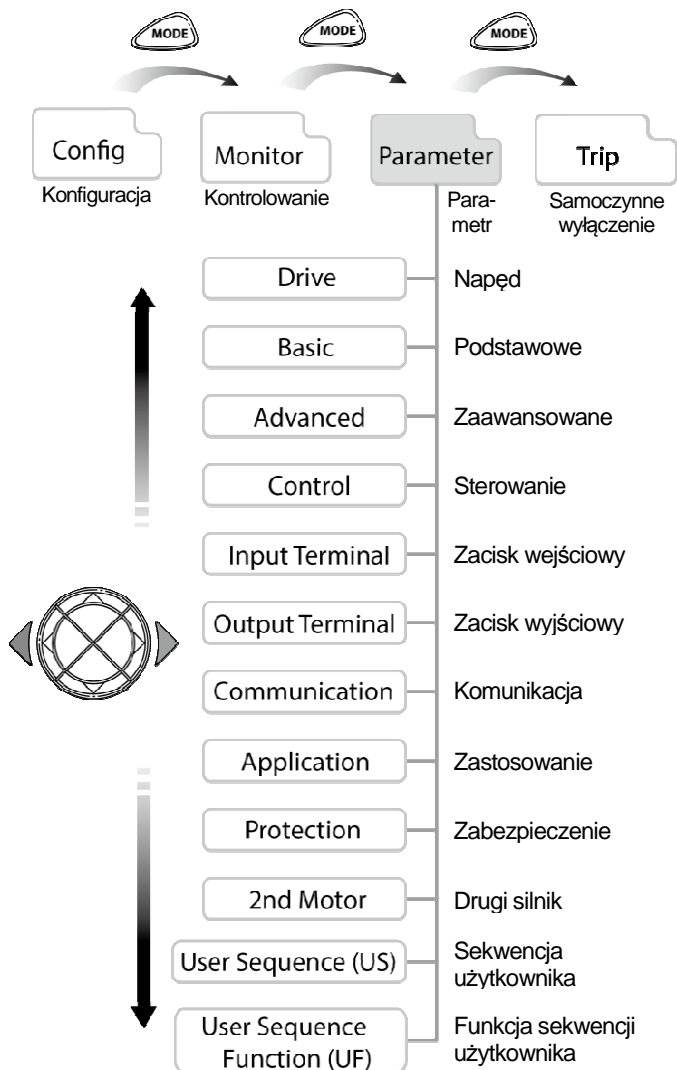 MODE MODE MODE
Config Monitor Parameter Trip
Konfiguracja Kontrolowanie Para- Samoczynne
metr wyłączenie
Drive Napęd
Basic Podstawowe
Advanced Zaawansowane
Control Sterowanie
Input Terminal Zacisk wejściowy
Output Terminal Zacisk wyjściowy
Communication Komunikacja
Application Zastosowanie
Protection Zabezpieczenie
2nd Motor Drugi silnik
User Sequence (US) Sekwencja
użytkownika
User Sequence Funkcja sekwencji
Function (UF) użytkownika